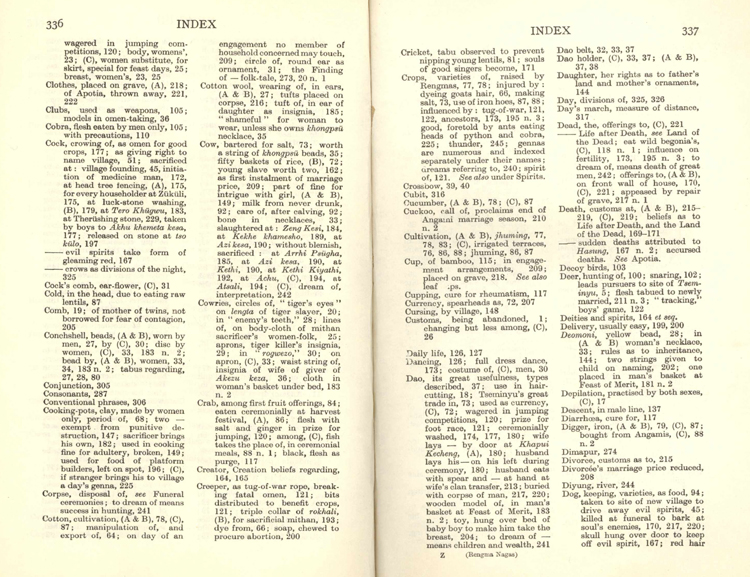 336
INDEX
wagered in jumping com-
petitions, 120; body, womens',
23; (C), women substitute, for
skirt, special for feast days, 25;
breast, women's, 23, 25
Clothes, placed on grave, (A), 218;
of Apotia, thrown away, 221,
222
Clubs, used as weapons, 105;
models in omen-taking, 36
Cobra, flesh eaten by men only, 105;
with precautions, 110
Cock, crowing of, as omen for good
crops, 177; as giving right to
name village, 51; sacrificed
at: village founding, 45, initia-
tion of medicine man, 172,
at head tree fencing, (A), 175,
for every householder at Züküli,
175, at luck-stone washing,
(B), 179, at Tero Khügwu, 183,
at Therüshing stone, 229, taken
by boys to Akhu khemeta kesa,
177; released on stone at tso
külo, 197
—— evil spirits take form of
gleaming red, 167
—— crows as divisions of the night,
325
Cock's comb, ear-flower, (C), 31
Cold, in the head, due to eating raw
lentils, 87
Comb, 19; of mother of twins, not
borrowed for fear of contagion,
205
Conchshell, beads, (A & B), worn by
men, 27, by (C), 30; disc by
women, (C), 33, 183 n. 2;
bead by, (A & B), women, 33,
34, 183 n. 2; tabus regarding,
27, 28, 80
Conjunction, 305
Consonants, 287
Conventional phrases, 306
Cooking-pots, clay, made by women
only, period of, 68; two —
exempt from punitive de-
struction, 147; sacrificer brings
his own, 182; used in cooking
fine for adultery, broken, 149;
used for food of platform
builders, left on spot, 196; (C),
if stranger brings his to village
a day's genna, 225
Corpse, disposal of, see Funeral
ceremonies; to dream of means
success in hunting, 241
Cotton, cultivation, (A & B), 78, (C),
87; manipulation of, and
export of, 64; on day of an
engagement no member of
household concerned may touch,
209; circle of, round ear as
ornament, 31; the Finding
of — folk-tale, 273, 20 n. 1
Cotton wool, wearing of, in ears,
(A & B), 27; tufts placed on
corpse, 216; tuft of, in ear of
daughter as insignia, 185;
"shameful" for woman to
wear, unless she owns khongpsü
necklace, 35
Cow, bartered for salt, 73; worth
a string of khongpsü beads, 35;
fifty baskets of rice, (B), 72;
young slave worth two, 162;
as first instalment of marriage
price, 209; part of fine for
intrigue with girl, (A & B),
149; milk from never drunk,
92; care of, after calving, 92;
bone in necklaces, 33;
slaughtered at: Zeng Kesi, 184,
at Kekhe khamesho, 189, at
Azi kesa, 190; without blemish,
sacrificed: at Arrhi Psügha,
185, at Azi kesa, 190, at
Kethi, 190, at Kethi Kiyathi,
192, at Achu, (C), 194, at
Atsali, 194; (C), dream of,
interpretation, 242
Cowries, circles of, "tiger's eyes"
on lengta of tiger slayer, 20;
in "enemy's teeth," 28; lines
of, on body-cloth of mithan
sacrificer's women-folk, 25;
aprons, tiger killer's insignia,
29; in "rogwezo," 30; on
apron, (C), 33; waist string of,
insignia of wife of giver of
Akezu keza, 36; cloth in
woman's basket under bed, 183
n. 2
Crab, among first fruit offerings, 84;
eaten ceremonially at harvest
festival, (A), 86; flesh with
salt and ginger in prize for
jumping, 120; among, (C), fish
takes the place of, in ceremonial
meals, 88 n. 1; black, flesh as
purge, 117
Creator, Creation beliefs regarding,
164, 165
Creeper, as tug-of-war rope, break-
ing fatal omen, 121; bits
distributed to benefit crops,
121; triple collar of rokhali,
(B), for sacrificial mithan, 193;
dye from, 66; soap, chewed to
procure abortion, 200
INDEX
337
Cricket, tabu observed to prevent
nipping young lentils, 81; souls
of good singers become, 171
Crops, varieties of, raised by
Rengmas, 77, 78; injured by:
dyeing goats hair, 66, making
salt, 73, use of iron hoes, 87, 88;
influenced by: tug-of-war, 121,
122, ancestors, 173, 195 n. 3;
good, foretold by ants eating
heads of python and cobra,
225; thunder, 245; gennas
are numerous and indexed
separately under their names;
dreams referring to, 240; spirit
of, 121. See also under Spirits.
Crossbow, 39, 40
Cubit, 316
Cucumber, (A & B), 78; (C), 87
Cuckoo, call of, proclaims end of
Angami marriage season, 210
n. 2
Cultivation, (A & B), jhuming, 77,
78, 83; (C), irrigated terraces,
76, 86, 88; jhuming, 86, 87
Cup, of bamboo, 115; in engage-
ment arrangements, 209;
placed on grave, 218. See also
leaf
Cupping, cure for rheumatism, 117
Currency, spearheads as, 72, 207
Cursing, by village, 148
Customs, being abandoned, 1;
changing but less among, (C),
26

Daily life, 126, 127
Dancing, 126; full dress dance,
173; costume of, (C), men, 30
Dao, its great usefulness, types
described, 37; use in hair-
cutting, 18; Tseminyu's great
trade in, 73; used as currency,
(C), 72; wagered in jumping
competitions, 120; prize for
foot race, 121; ceremonially
washed, 174, 177, 180; wife
lays — by door at Khapui
Kecheng, (A), 180; husband
lays his — on his left during
ceremony, 180; husband eats
with spear and — at hand at
wife's clan transfer, 213; buried
with corpse of man, 217, 220;
wooden model of, in man's
basket at Feast of Merit, 183
n. 2; toy, hung over bed of
baby boy to make him take the
breast, 204; to dream of —
means children and wealth, 241
Z (Rengma Nagas)
Dao belt, 32, 33, 37
Dao holder, (C), 33, 37; (A & B),
37, 38
Daughter, her rights as to father's
land and mother's ornaments,
144
Day, divisions of, 325, 326
Day's march, measure of distance,
317
Dead, the, offerings to, (C), 221
—— Life after Death, see Land of
the Dead; eat wild begonia's,
(C), 118 n. 1; influence on
fertility, 173, 195 n. 3; to
dream of, means death of great
men, 242; offerings to, (A & B),
on front wall of house, 170,
(C), 221; appeased by repair
of grave, 217 n. 1
Death, customs at, (A & B), 215–
219, (C), 219; beliefs as to
Life after Death, and the Land
of the Dead, 169–171
—— sudden deaths attributed to
Hasung, 167 n. 2; accursed
deaths. See Apotia.
Decoy birds, 103
Deer, hunting of, 100; snaring, 102;
leads pursuers to site of Tsem-
inyu, 5; flesh tabued to newly
married, 211 n. 3; "tracking,"
boys' game, 122
Deities and spirits, 164 et seq.
Delivery, usually easy, 199, 200
Deomoni, yellow bead, 28; in
(A & B) woman's necklace,
33; rules as to inheritance,
144; two strings given to
child on naming, 202; one
placed in man's basket at
Feast of Merit, 181 n. 2
Depilation, practised by both sexes,
(C), 17
Descent, in male line, 137
Diarrhœa, cure for, 117
Digger, iron, (A & B), 79, (C), 87;
bought from Angamis, (C), 88
n. 2
Dimapur, 274
Divorce, customs as to, 215
Divorcée's marriage price reduced,
208
Diyung, river, 244
Dog, keeping, varieties, as food, 94;
taken to site of new village to
drive away evil spirits, 45;
killed at funeral to bark at
soul's enemies, 170, 217, 220;
skull hung over door to keep
off evil spirit, 167; red hair